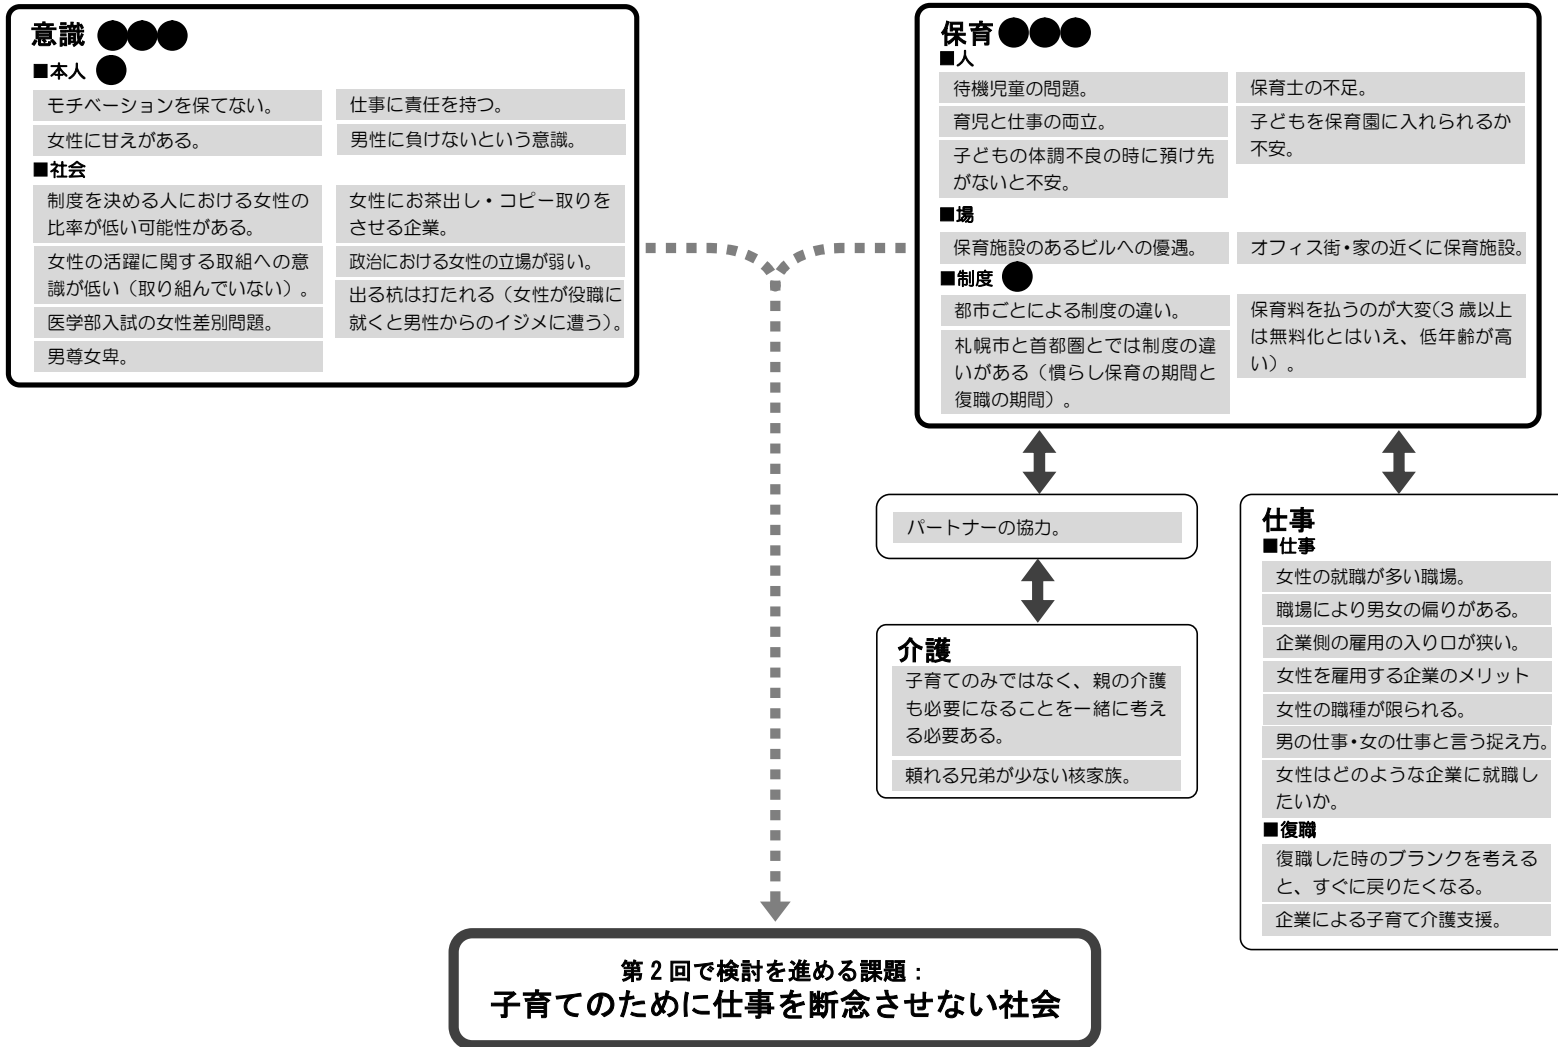 意識 ●●●
■本人 ●
モチベーションを保てない。
女性に甘えがある。
仕事に責任を持つ。
男性に負けないという意識。
■社会
制度を決める人における女性の
比率が低い可能性がある。
女性の活躍に関する取組への意
識が低い（取り組んでいない）。
医学部入試の女性差別問題。
男尊女卑。
女性にお茶出し・コピー取りを
させる企業。
政治における女性の立場が弱い。
出る杭は打たれる（女性が役職に
就くと男性からのイジメに遭う）。
保育●●●
■人
待機児童の問題。
育児と仕事の両立。
子どもの体調不良の時に預け先
がないと不安。
保育士の不足。
子どもを保育園に入れられるか
不安。
■場
保育施設のあるビルへの優遇。
オフィス街・家の近くに保育施設。
■制度 ●
都市ごとによる制度の違い。
札幌市と首都圏とでは制度の違
いがある（慣らし保育の期間と
復職の期間）。
保育料を払うのが大変(３歳以上
は無料化とはいえ、低年齢が高
い）。
パートナーの協力。
介護
子育てのみではなく、親の介護
も必要になることを一緒に考え
る必要ある。
頼れる兄弟が少ない核家族。
仕事
■仕事
女性の就職が多い職場。
職場により男女の偏りがある。
企業側の雇用の入り口が狭い。
女性を雇用する企業のメリット
女性の職種が限られる。
男の仕事・女の仕事と言う捉え方。
女性はどのような企業に就職し
たいか。
■復職
復職した時のブランクを考える
と、すぐに戻りたくなる。
企業による子育て介護支援。
第２回で検討を進める課題：
子育てのために仕事を断念させない社会